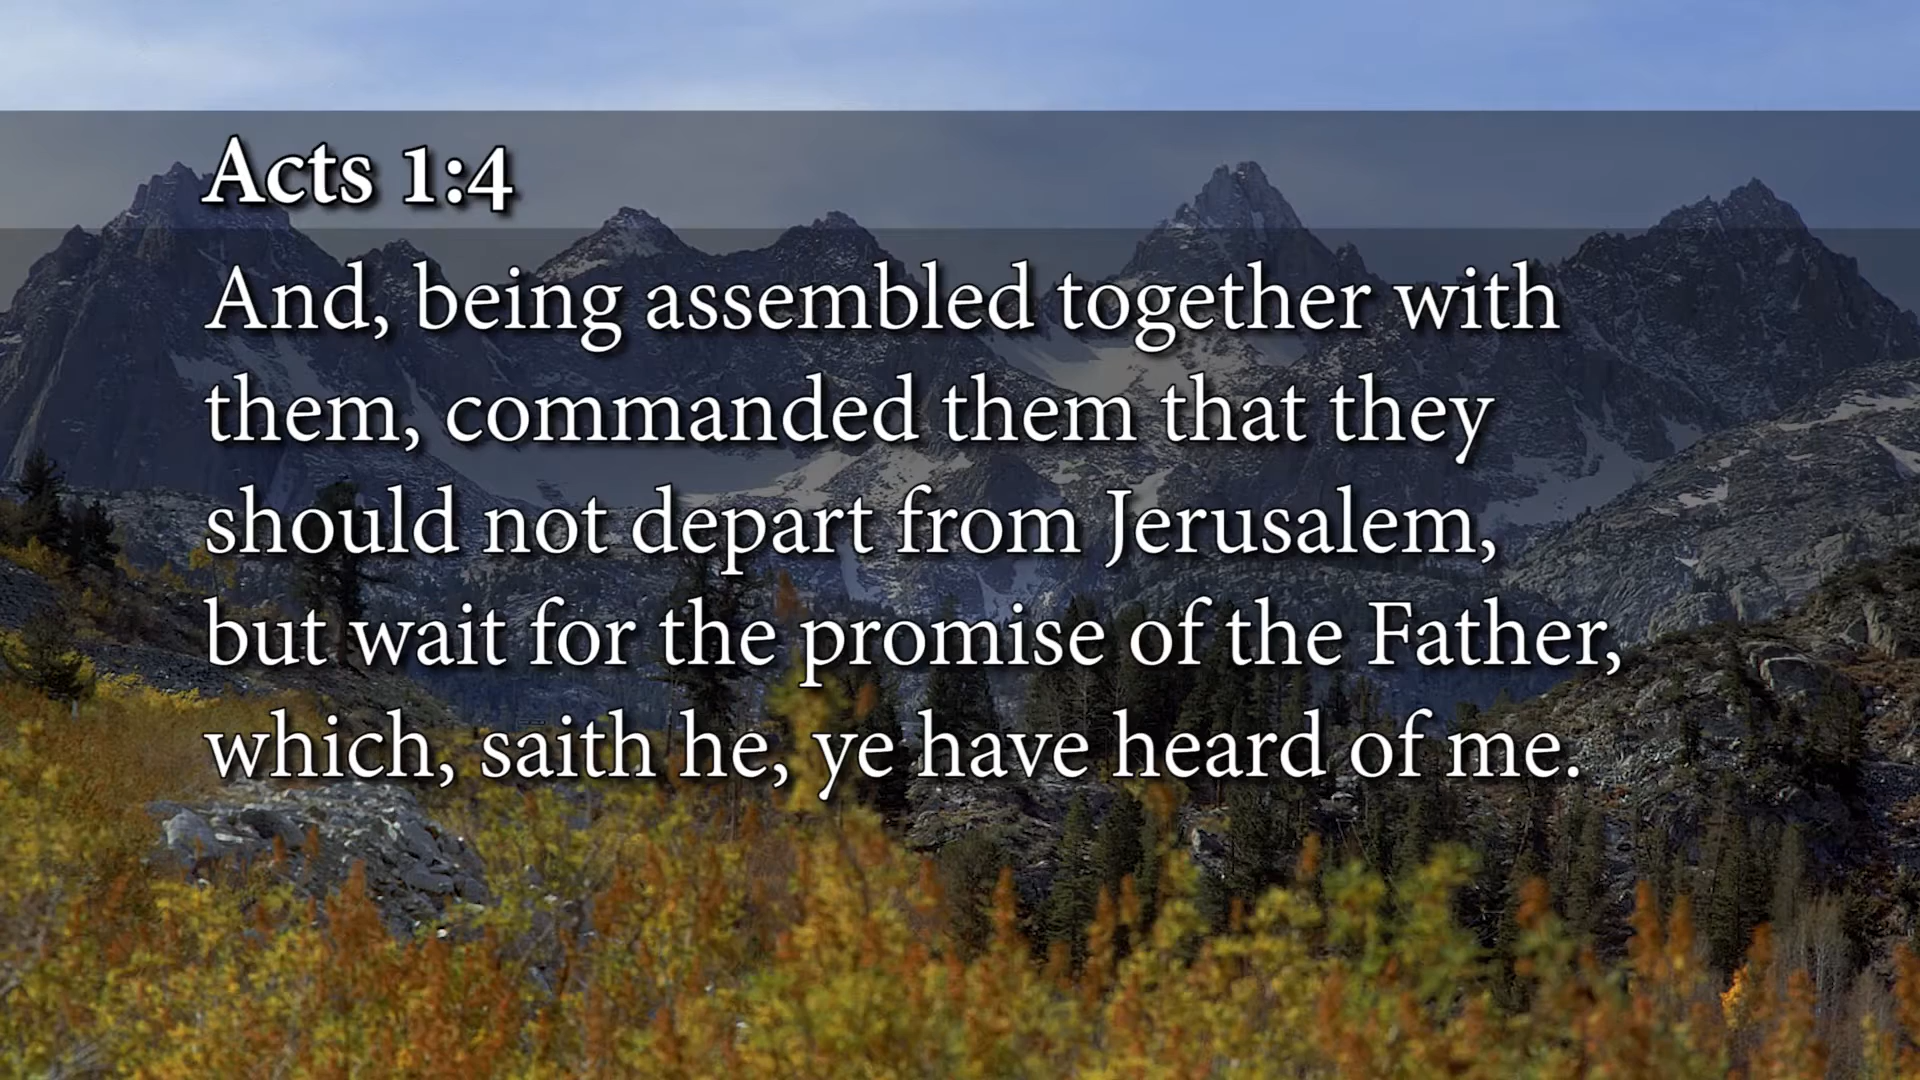 Acts 1:4
And, being assembled together with
them, commanded them that they
should not depart from Jerusalem,
but wait for the promise of the Father,
which, saith he, ye have heard of me.